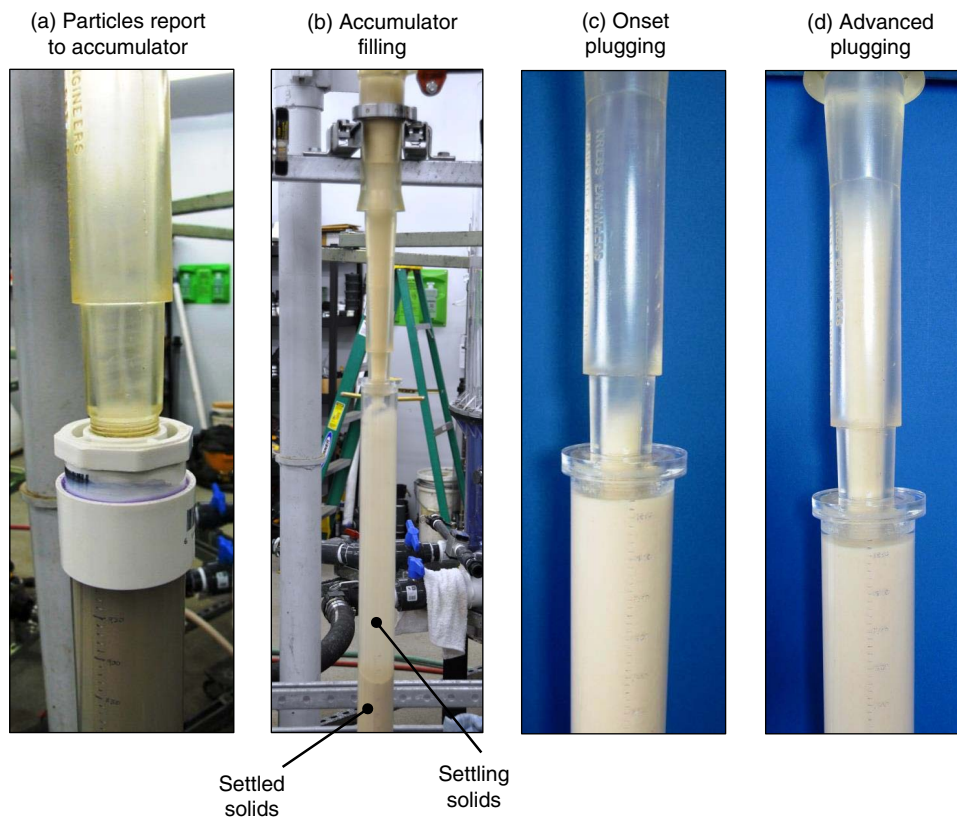 (a) Particles report
to accumulator
(b) Accumulator
filling
(c) Onset
plugging
(d) Advanced
plugging
Settled
solids
Settling
solids